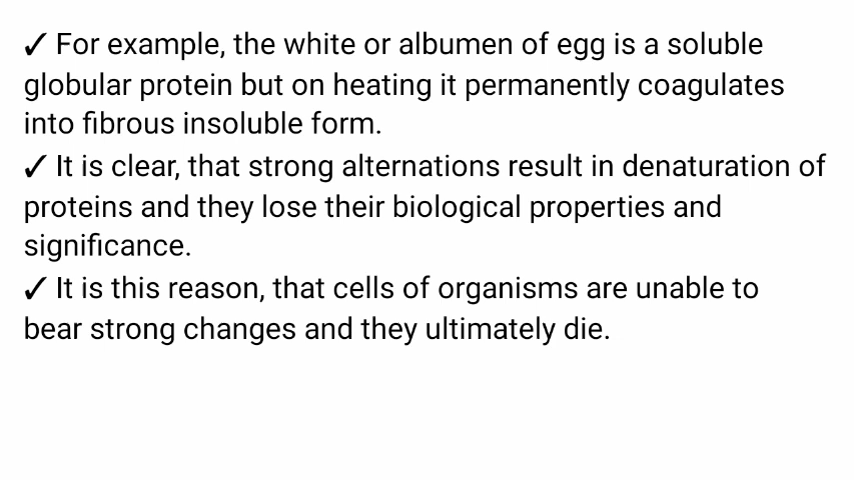 ✓ For example, the white or albumen of egg is a soluble
globular protein but on heating it permanently coagulates
into fibrous insoluble form.
✓ It is clear, that strong alternations result in denaturation of
proteins and they lose their biological properties and
significance.
✓ It is this reason, that cells of organisms are unable to
bear strong changes and they ultimately die.